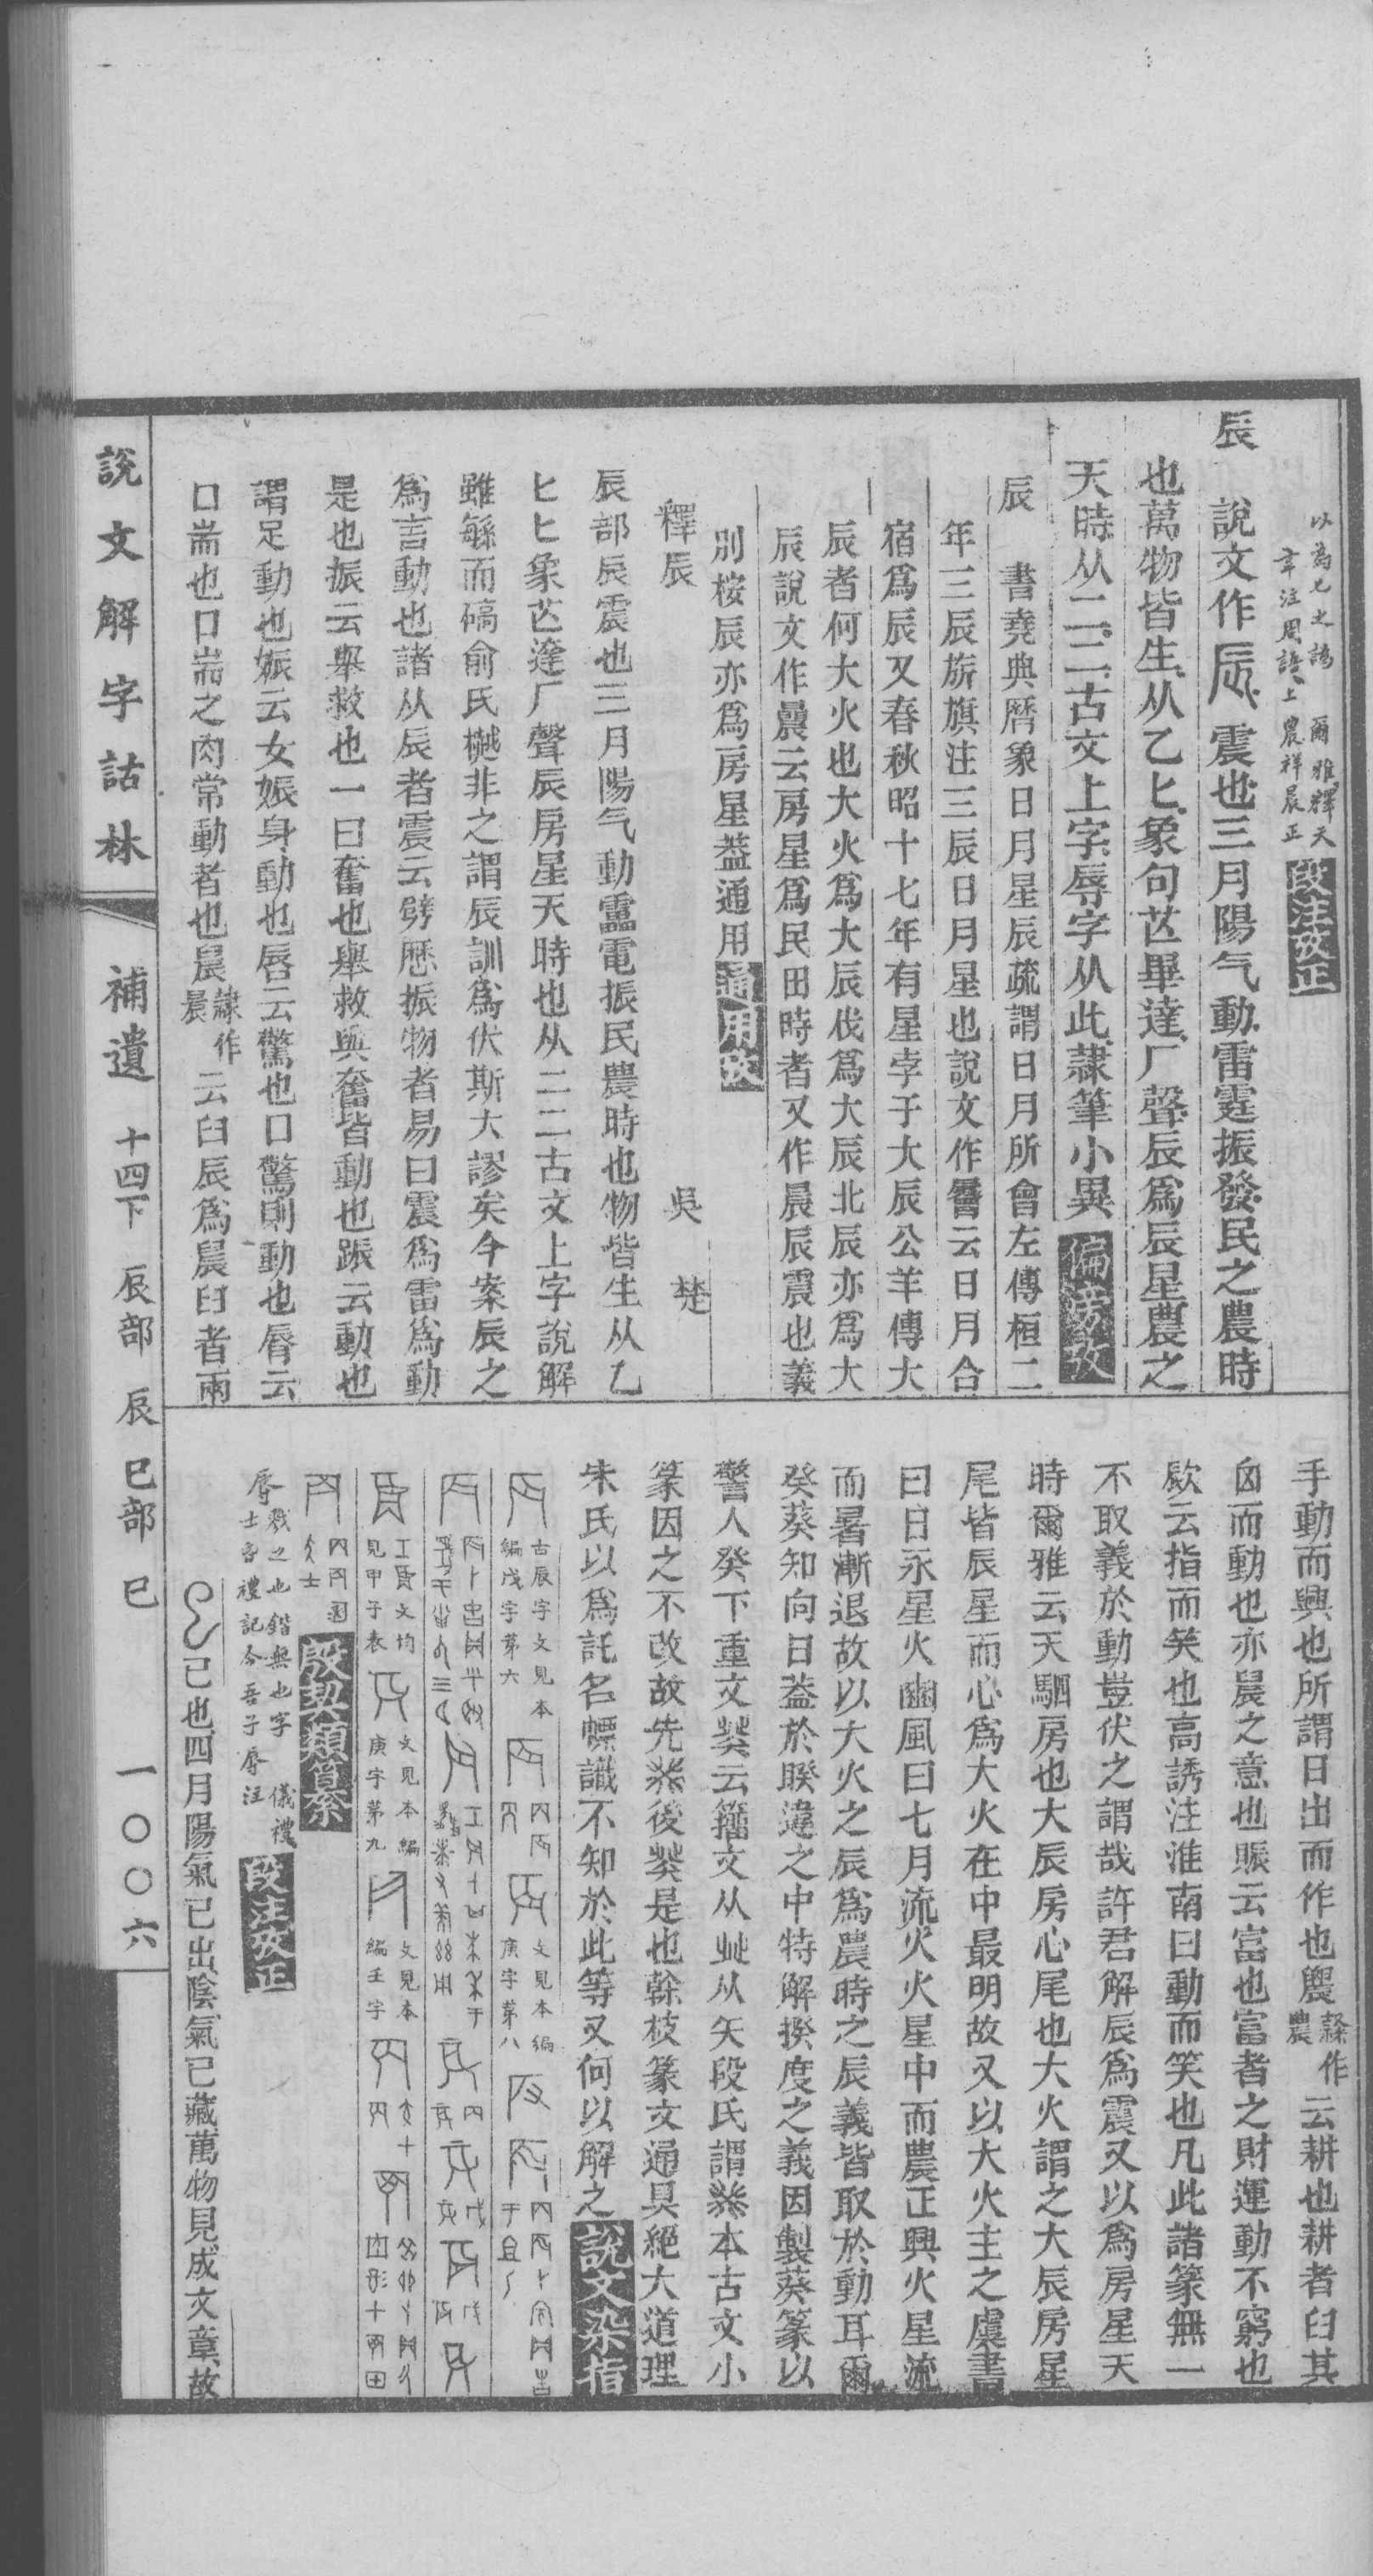 以為亡之誤　爾雅釋天
韋注周語上農祥晨正
段注攷正
辰　說文作𠨷震也三月陽气動雷霆振發民之農時
也萬物皆生从乙匕象句芒畢達厂聲辰為辰星農之
天時从二二古文上字辱字从此隸筆小異偏旁攷
辰　書堯典曆象日月星辰疏謂日月所會左傳桓二
年三辰旂旗注三辰日月星也說文作䢅云日月合
宿爲辰又春秋昭十七年有星孛于大辰公羊傳大
辰者何大火也大火爲大辰伐爲大辰北辰亦爲大
辰說文作曟云房星爲民田時者又作晨辰震也義
別桉辰亦爲房星葢通用通用攷
釋辰　吳　楚
辰部辰震也三月陽气動靁電振民農時也物皆生从乙
匕匕象芒達厂聲辰房星天時也从二二古文上字說解
雖緐而碻俞氏樾非之謂辰訓爲伏斯大謬矣今案辰之
爲言動也諸从辰者震云劈歷振物者易曰震爲雷爲動
是也振云舉救也一曰奮也舉救與奮皆動也踬云動也
謂足動也娠云女娠身動也唇云驚也口驚則動也脣云
口耑也口耑之肉常動者也晨隸作晨云臼辰爲晨臼者兩
手動而興也所謂日出而作也農隸作農云耕也耕者臼其
囟而動也亦晨之意也賑云富也富者之財運動不窮也
欼云指而笑也高誘注淮南曰動而笑也凡此諸篆無一
不取義於動豈伏之謂哉許君解辰爲震又以爲房星天
時爾雅云天駟房也大辰房心尾也大火謂之大辰房星
尾皆辰星而心爲大火在中最明故又以大火主之虞書
曰日永星火豳風曰七月流火火星中而農正興火星流
而暑漸退故以大火之辰爲農時之辰義皆取於動耳爾
癸葵知向日葢於睽違之中特解揆度之義因製葵篆以
警人癸下重文𤼩云籀文从癶从矢段氏謂𤼩本古文小
篆因之不改故先𣥠後𤼩是也榦枝篆文通具絕大道理
朱氏以爲託名幖識不知於此等又何以解之說文染指
古辰字文見本編戊字第六
文見本編庚字第八
文均見甲子表
文見本編庚字第九
文見本編壬字
殷契類纂
辱　戮之也鍇無也字　儀禮
士昏禮記今吾子辱注
段注攷正
巳也四月陽氣已出陰氣已藏萬物見成文章故
說文解字詁林　補遺　十四下　辰部　辰　巳部　巳　一〇〇六